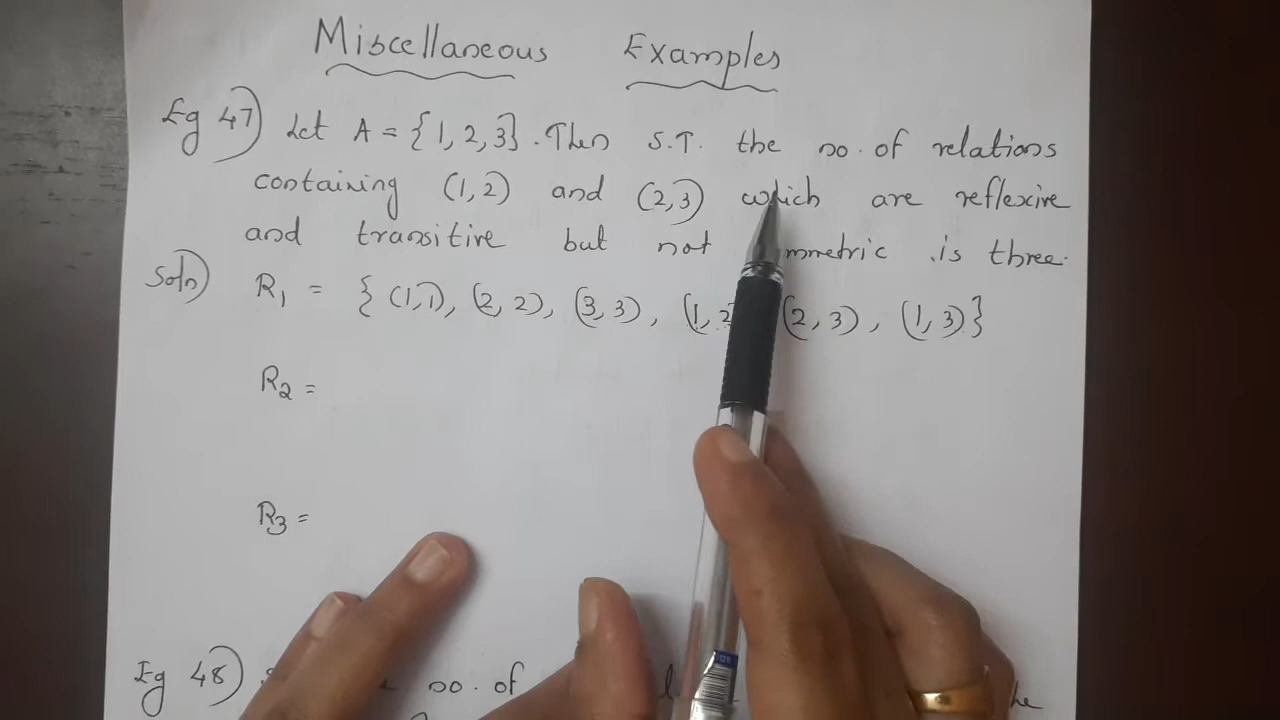 Miscellaneous Examples
Eg 47) Let A = {1, 2, 3}. Then S.T. the no. of relations
containing (1, 2) and (2, 3) which are reflexive
and transitive but not mmetric is three.
Soln) R₁ = { (1, 1), (2, 2), (3, 3), (1, 2 (2, 3), (1, 3)}
R₂ =
R₃ =
Eg 48) no. of